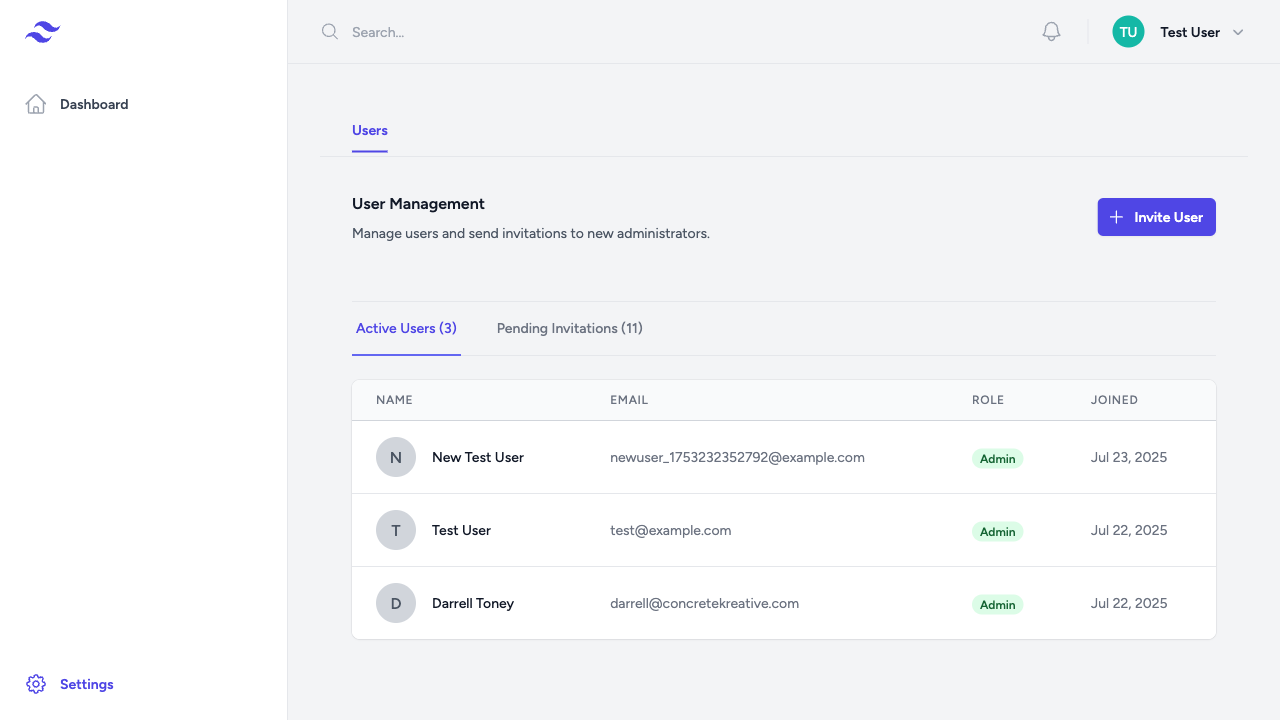 Search...
TU Test User
Dashboard
Users
User Management
Manage users and send invitations to new administrators.
Invite User
Active Users (3) Pending Invitations (11)
NAME EMAIL ROLE JOINED
N New Test User newuser_1753232352792@example.com Admin Jul 23, 2025
T Test User test@example.com Admin Jul 22, 2025
D Darrell Toney darrell@concretekreative.com Admin Jul 22, 2025
Settings